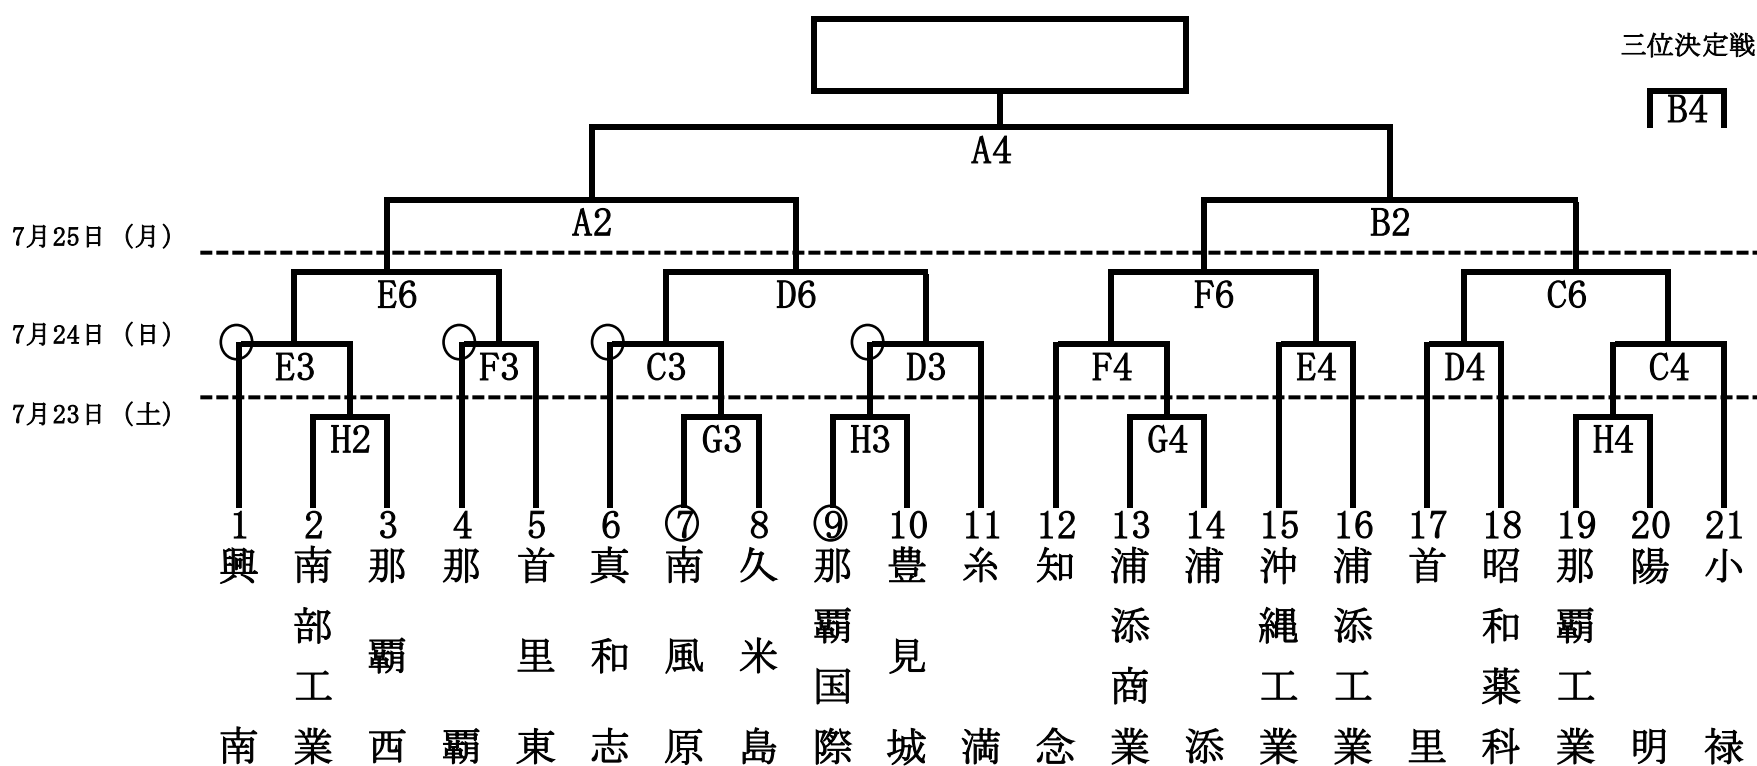 三位決定戦
B4
A4
7月25日（月）
A2
B2
E6
D6
F6
C6
7月24日（日）
E3
F3
C3
D3
F4
E4
D4
C4
7月23日（土）
H2
G3
H3
G4
H4
1
2
3
4
5
6
7
8
9
10
11
12
13
14
15
16
17
18
19
20
21
興南
南部工業
那覇西
那覇
首里東
真和志
南風原
久米島
那覇国際
豊見城
糸満
知念
浦添商業
浦添
沖縄工業
浦添工業
首里
昭和薬科
那覇工業
陽明
小禄